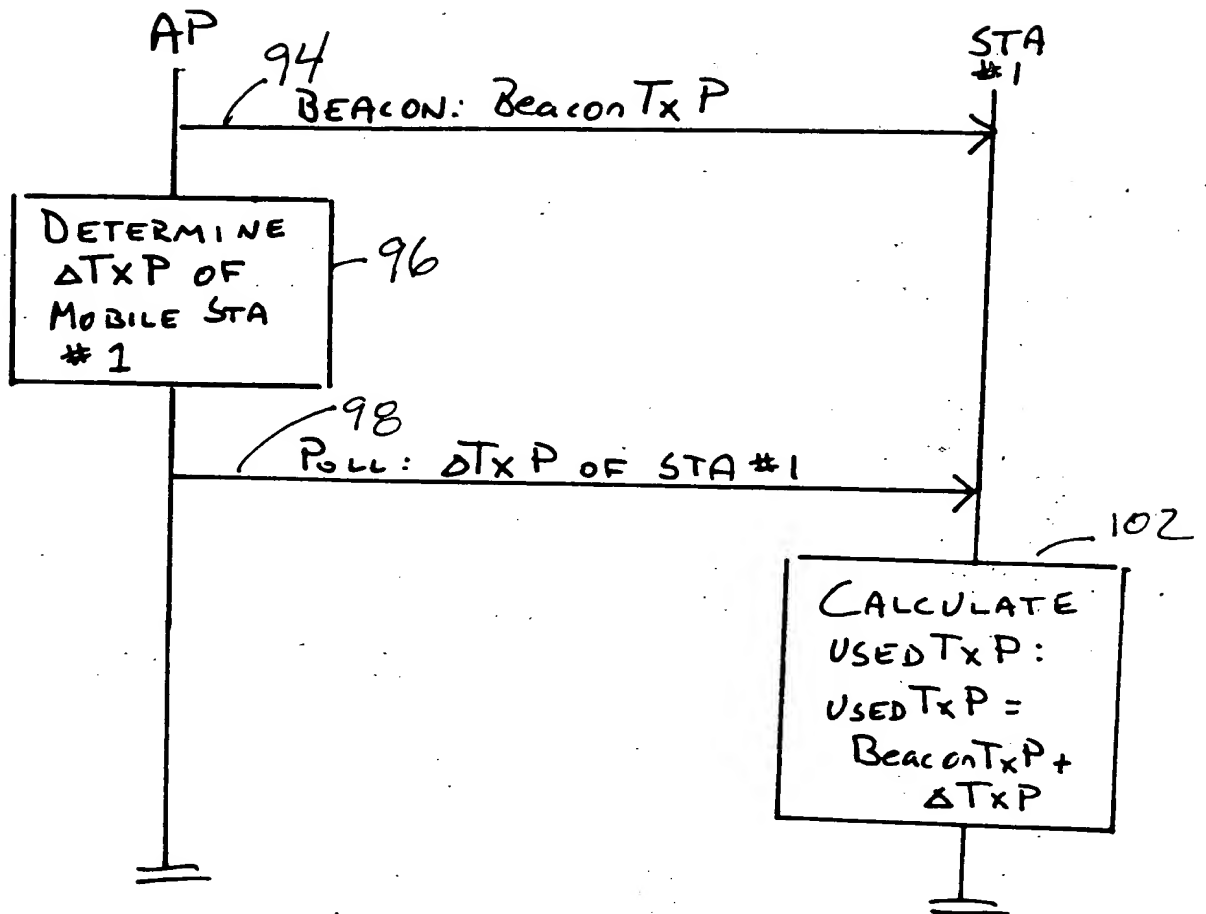 AP
STA
#1
94
BEACON: BeaconTxP
DETERMINE
ΔTxP OF
MOBILE STA
#1
96
98
POLL: ΔTxP OF STA #1
102
CALCULATE
USEDTxP:
USEDTxP =
BeaconTxP +
ΔTxP